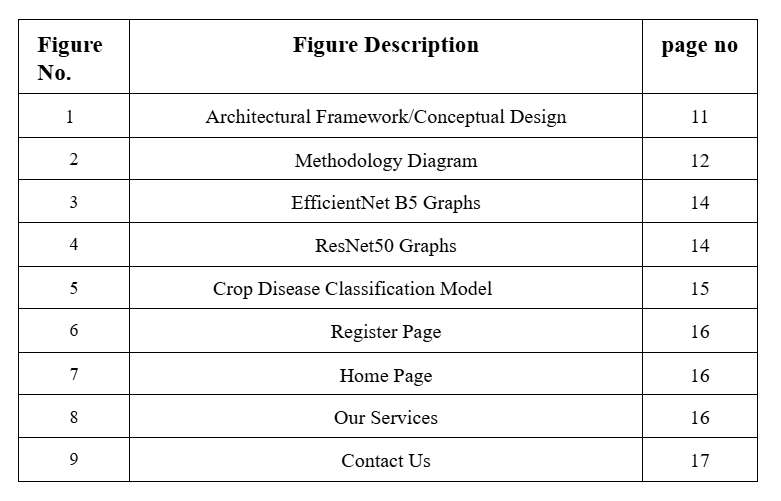 Figure No. Figure Description page no
1 Architectural Framework/Conceptual Design 11
2 Methodology Diagram 12
3 EfficientNet B5 Graphs 14
4 ResNet50 Graphs 14
5 Crop Disease Classification Model 15
6 Register Page 16
7 Home Page 16
8 Our Services 16
9 Contact Us 17